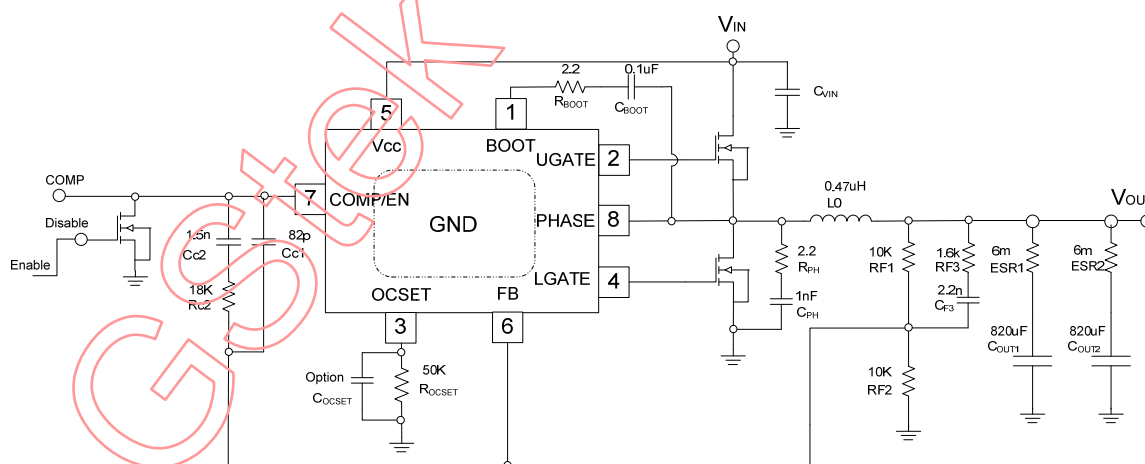 VIN
2.2
0.1uF
RBOOT
CBOOT
CVIN
5
1
Vcc
BOOT
UGATE
2
COMP
7
COMP/EN
GND
PHASE
8
0.47uH
L0
VOU
Disable
Enable
1.5n
Cc2
82p
Cc1
18K
Rc2
LGATE
4
2.2
RPH
1nF
CPH
10K
RF1
1.6k
RF3
2.2n
CF3
6m
ESR1
6m
ESR2
OCSET
FB
3
6
820uF
COUT1
820uF
COUT2
Option
COCSET
50K
ROCSET
10K
RF2
Gstek